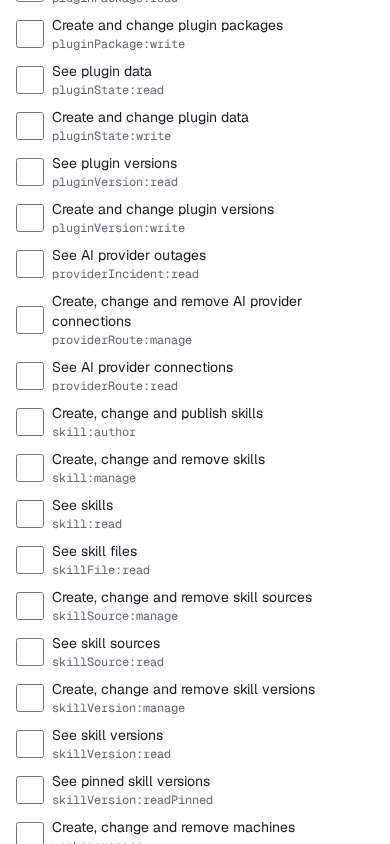 Create and change plugin packages
pluginPackage:write
See plugin data
pluginState:read
Create and change plugin data
pluginState:write
See plugin versions
pluginVersion:read
Create and change plugin versions
pluginVersion:write
See AI provider outages
providerIncident:read
Create, change and remove AI provider
connections
providerRoute:manage
See AI provider connections
providerRoute:read
Create, change and publish skills
skill:author
Create, change and remove skills
skill:manage
See skills
skill:read
See skill files
skillFile:read
Create, change and remove skill sources
skillSource:manage
See skill sources
skillSource:read
Create, change and remove skill versions
skillVersion:manage
See skill versions
skillVersion:read
See pinned skill versions
skillVersion:readPinned
Create, change and remove machines